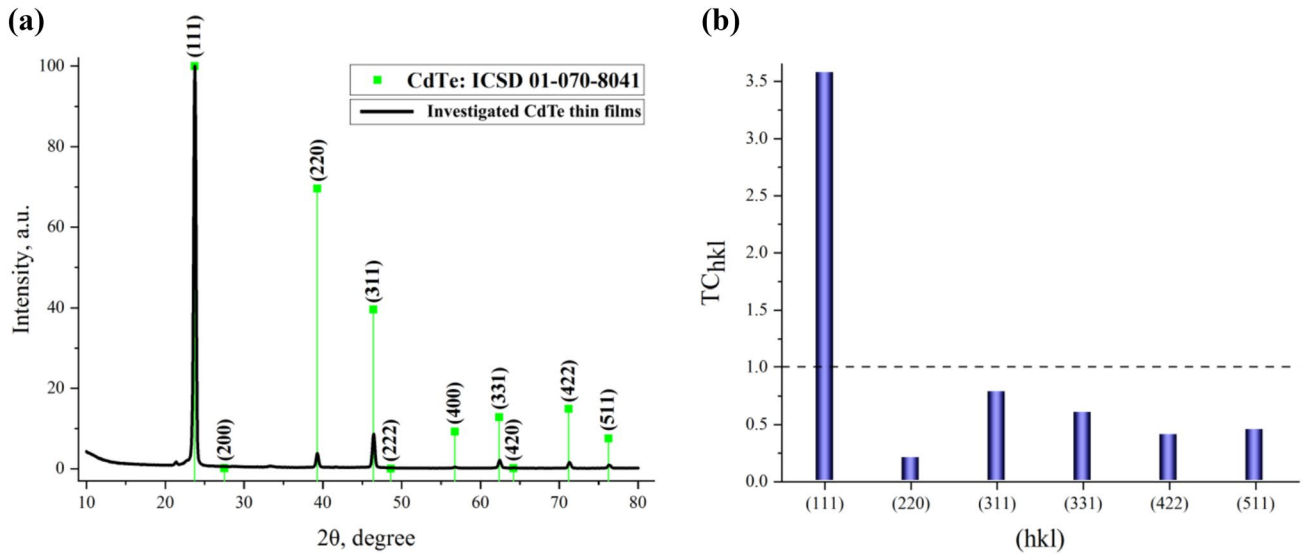 (a)
(111)
CdTe: ICSD 01-070-8041
Investigated CdTe thin films
(220)
(311)
(200)
(222)
(400)
(331)
(420)
(422)
(511)
Intensity, a.u.
100
80
60
40
20
0
10 20 30 40 50 60 70 80
2θ, degree
(b)
TChkl
3.5
3.0
2.5
2.0
1.5
1.0
0.5
0.0
(111) (220) (311) (331) (422) (511)
(hkl)